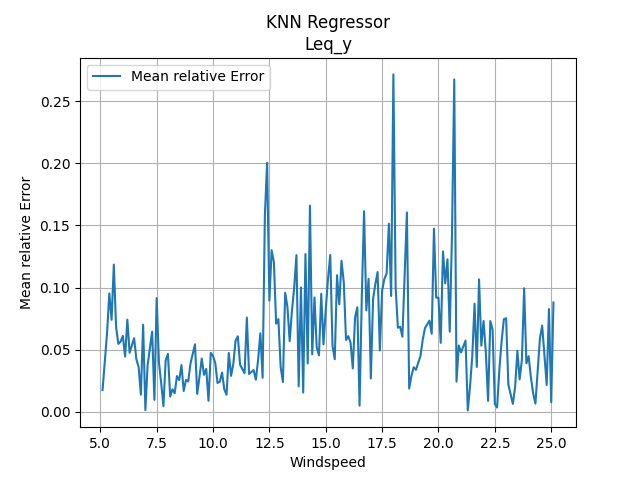 KNN Regressor
Leq_y
Mean relative Error
Mean relative Error
0.25
0.20
0.15
0.10
0.05
0.00
5.0 7.5 10.0 12.5 15.0 17.5 20.0 22.5 25.0
Windspeed